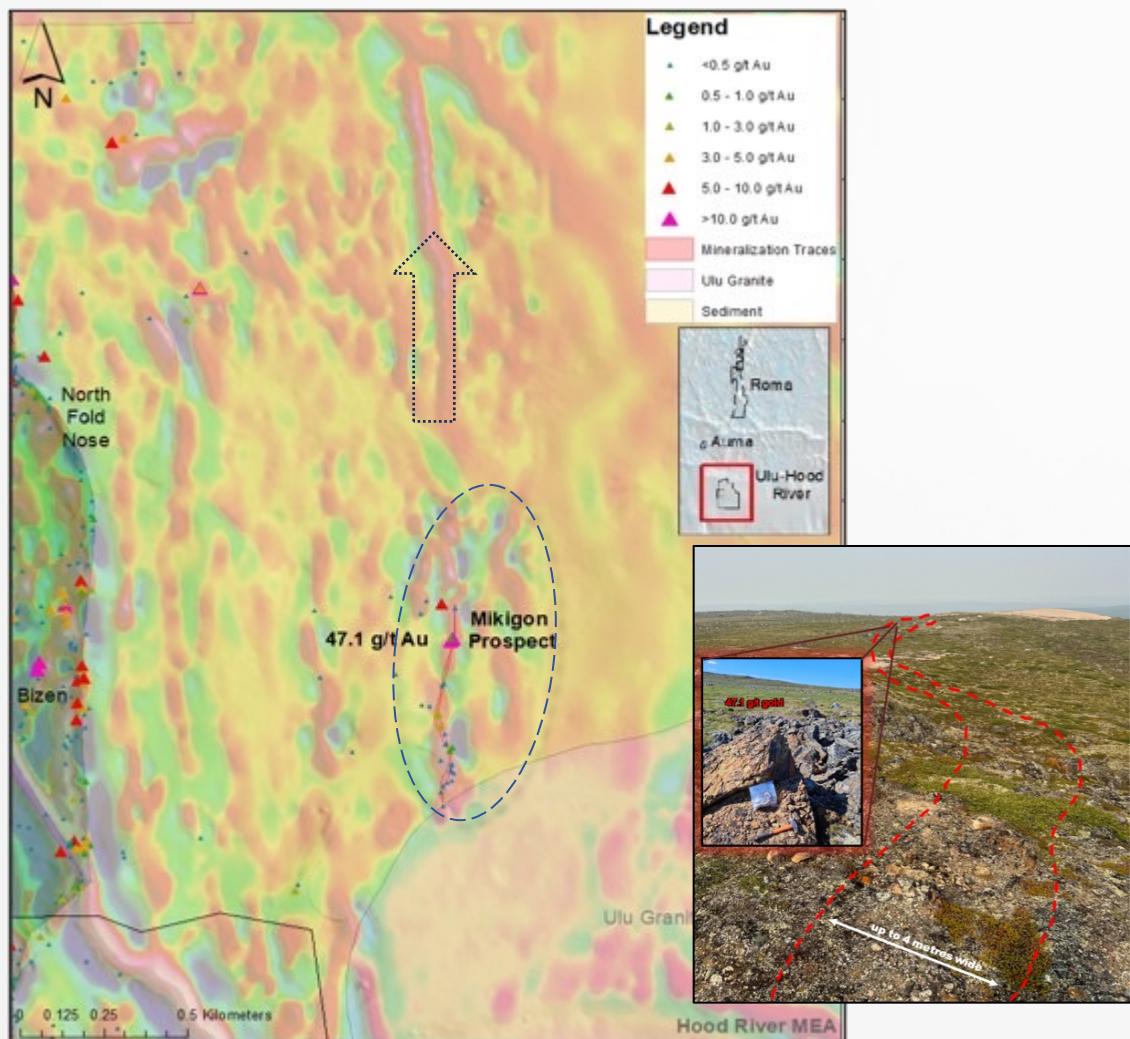 Legend
<0.5 g/t Au
0.5 - 1.0 g/t Au
1.0 - 3.0 g/t Au
3.0 - 5.0 g/t Au
5.0 - 10.0 g/t Au
>10.0 g/t Au
Mineralization Traces
Ulu Granite
Sediment
N
Roma
Auma
Ulu-Hood
River
North
Fold
Nose
47.1 g/t Au
Mikigon
Prospect
Bizen
47.1 g/t gold
up to 4 metres wide
Ulu Grani
0 0.125 0.25 0.5 Kilometers
Hood River MEA